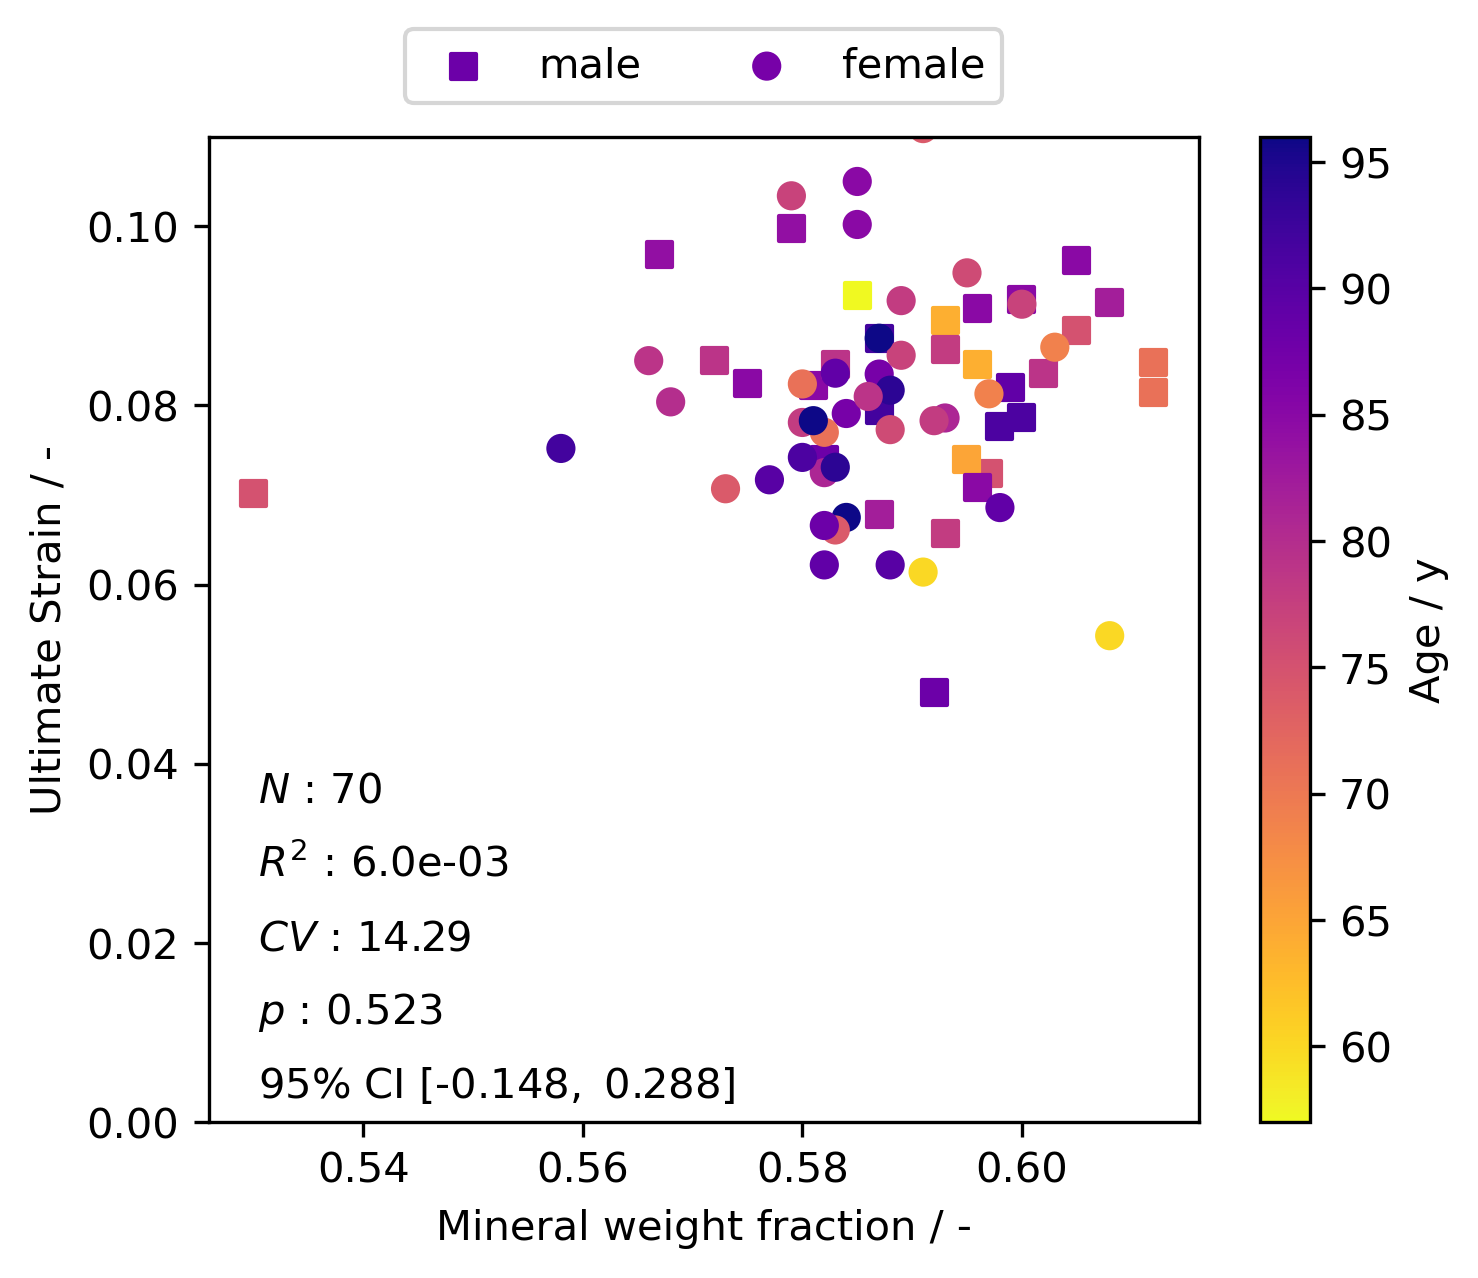 male female
0.10
0.08
0.06
0.04
0.02
0.00
Ultimate Strain / -
N : 70
R² : 6.0e-03
CV : 14.29
p : 0.523
95% CI [-0.148, 0.288]
0.54 0.56 0.58 0.60
Mineral weight fraction / -
95
90
85
80
75
70
65
60
Age / y